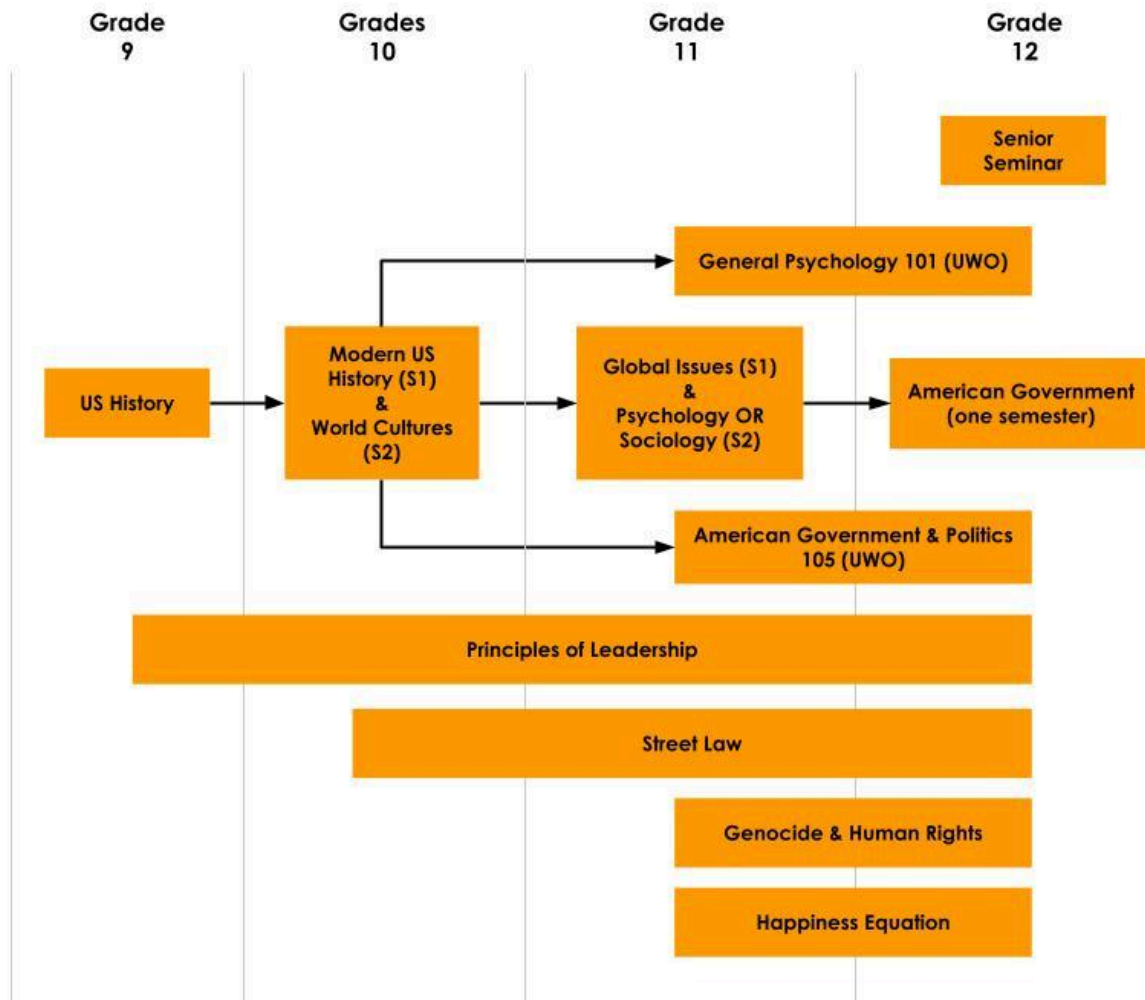 Grade
9
Grades
10
Grade
11
Grade
12
Senior
Seminar
General Psychology 101 (UWO)
US History
Modern US
History (S1)
&
World Cultures
(S2)
Global Issues (S1)
&
Psychology OR
Sociology (S2)
American Government
(one semester)
American Government & Politics
105 (UWO)
Principles of Leadership
Street Law
Genocide & Human Rights
Happiness Equation